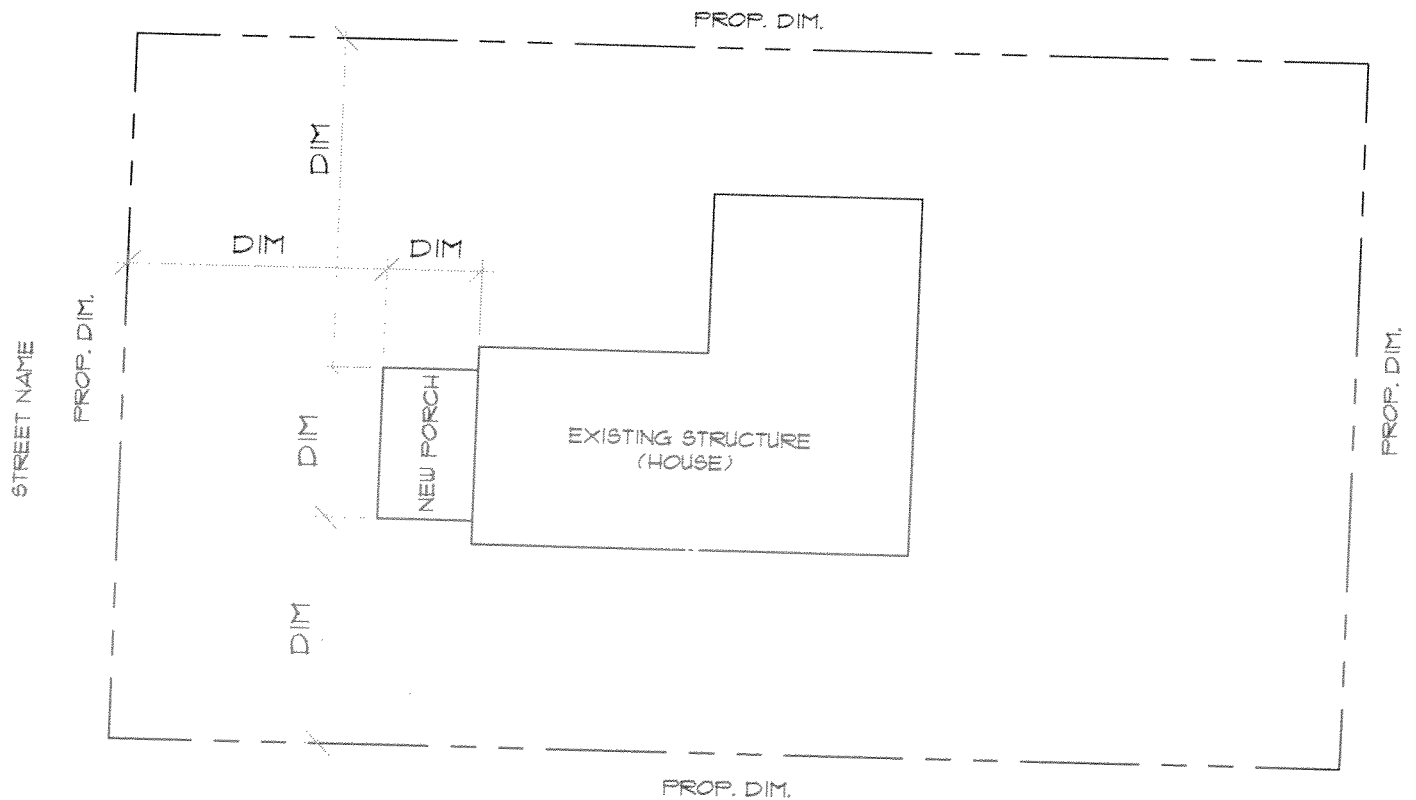 PROP. DIM.
DIM
DIM
DIM
PROP. DIM.
STREET NAME
DIM
NEW PORCH
EXISTING STRUCTURE
(HOUSE)
PROP. DIM.
DIM
PROP. DIM.